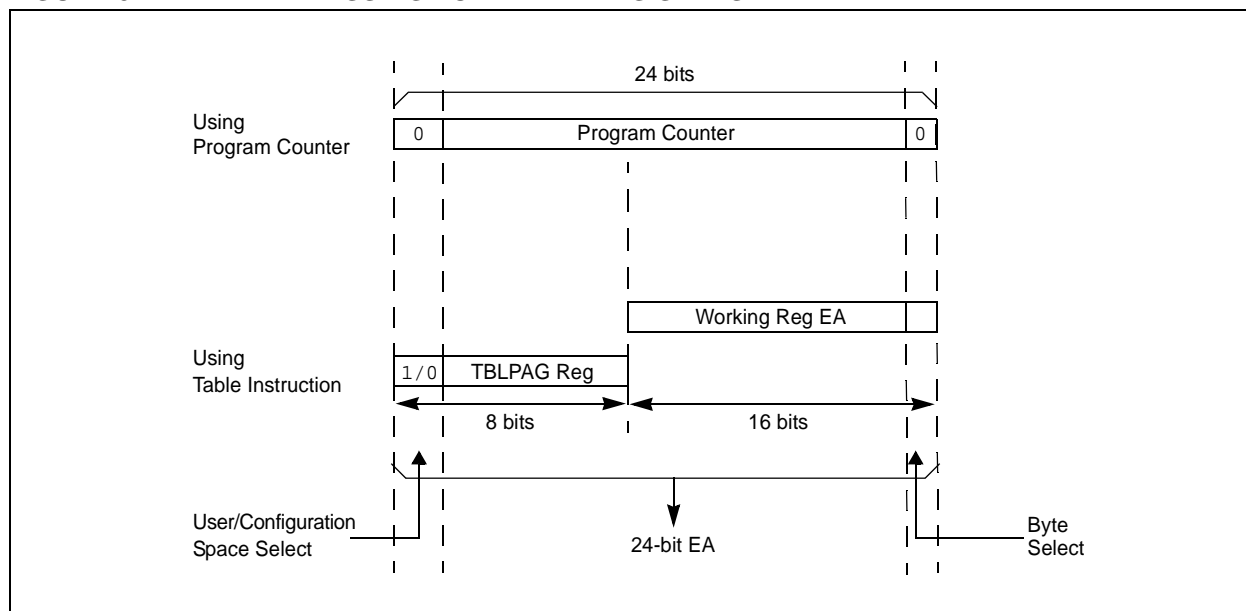 24 bits
Using
Program Counter
0
Program Counter
0
Working Reg EA
Using
Table Instruction
1/0
TBLPAG Reg
8 bits
16 bits
User/Configuration
Space Select
24-bit EA
Byte
Select